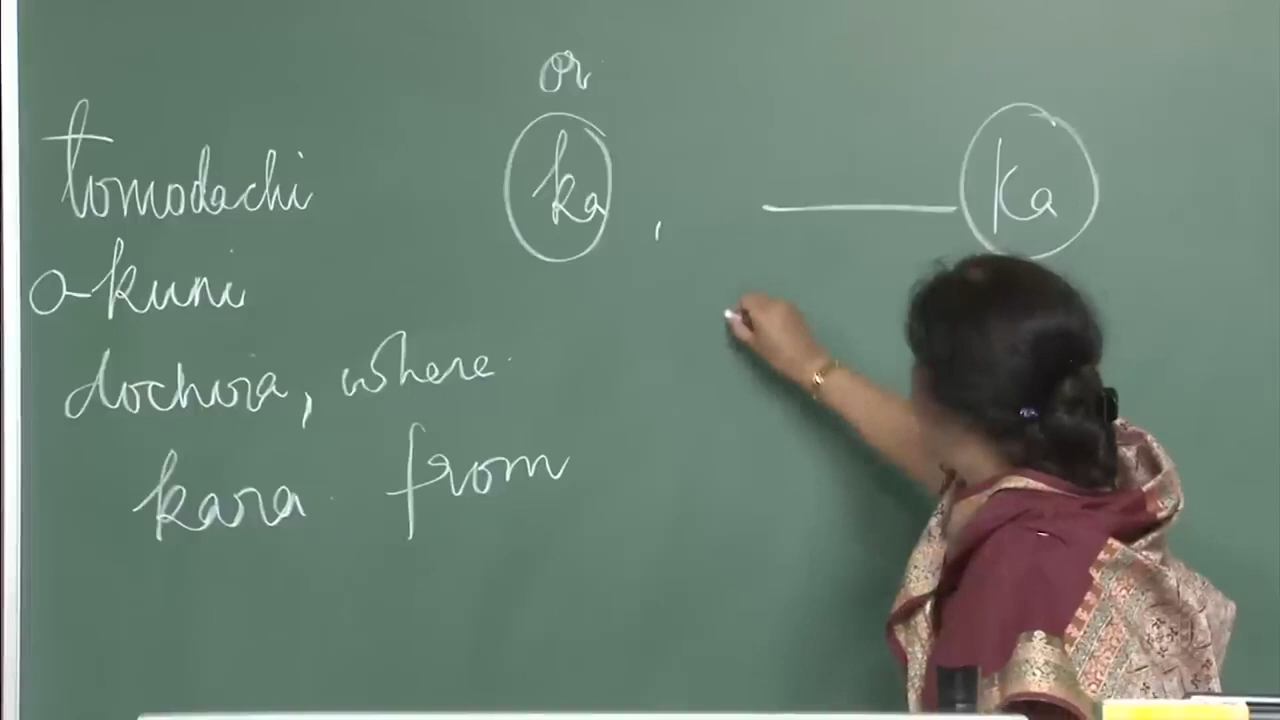 or
tomodachi ka , ka
o-kuni
dochira, where
kara from